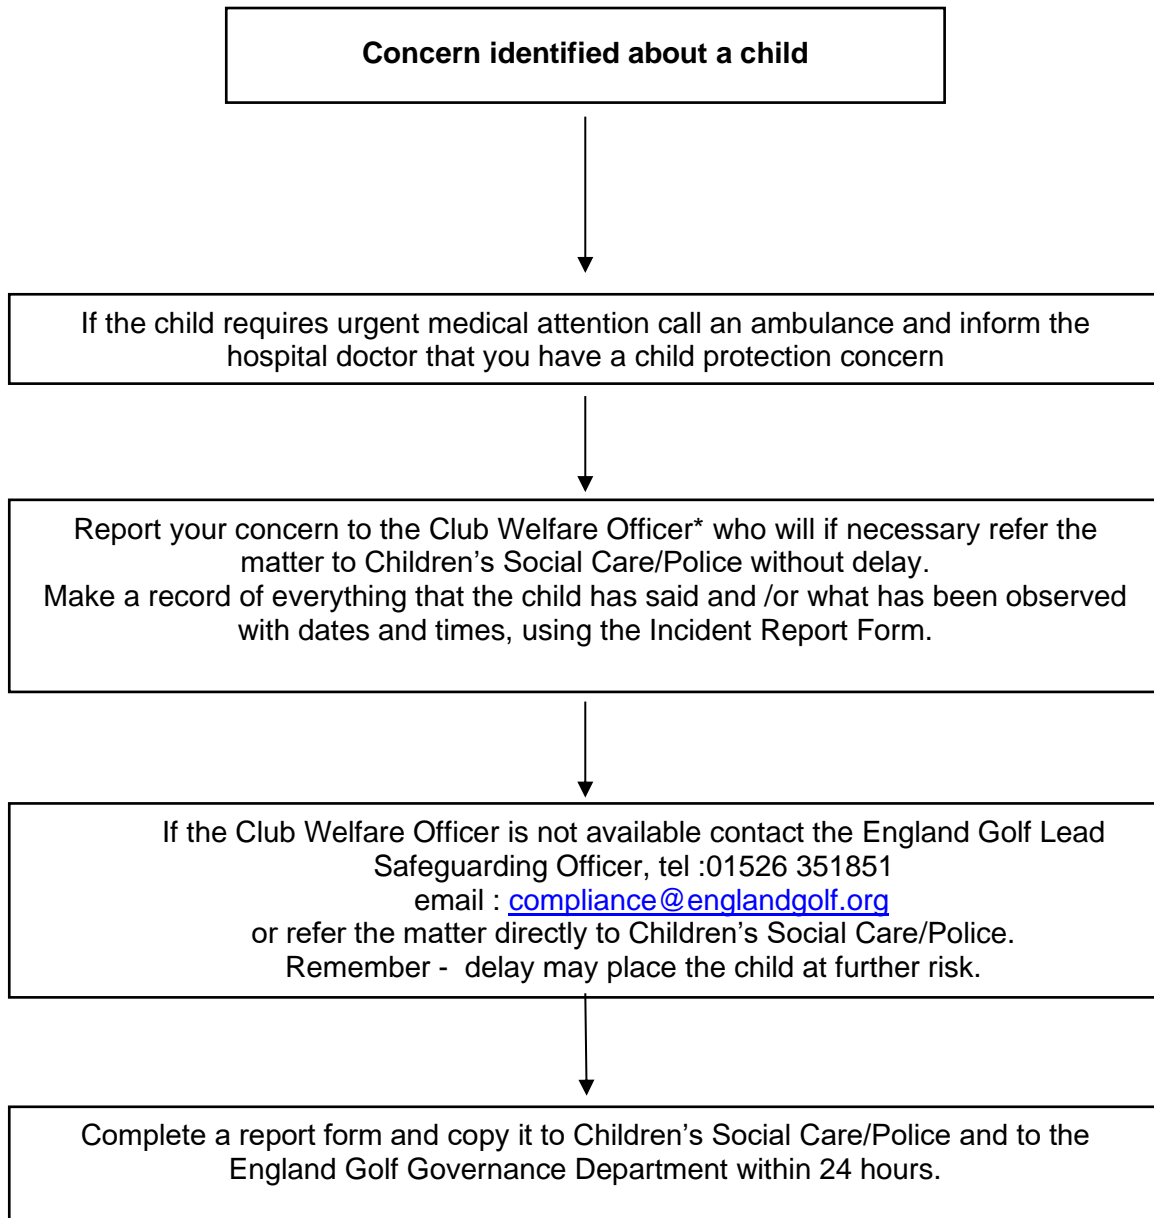 Concern identified about a child
If the child requires urgent medical attention call an ambulance and inform the
hospital doctor that you have a child protection concern
Report your concern to the Club Welfare Officer* who will if necessary refer the
matter to Children’s Social Care/Police without delay.
Make a record of everything that the child has said and /or what has been observed
with dates and times, using the Incident Report Form.
If the Club Welfare Officer is not available contact the England Golf Lead
Safeguarding Officer, tel :01526 351851
email : compliance@englandgolf.org
or refer the matter directly to Children’s Social Care/Police.
Remember -  delay may place the child at further risk.
Complete a report form and copy it to Children’s Social Care/Police and to the
England Golf Governance Department within 24 hours.